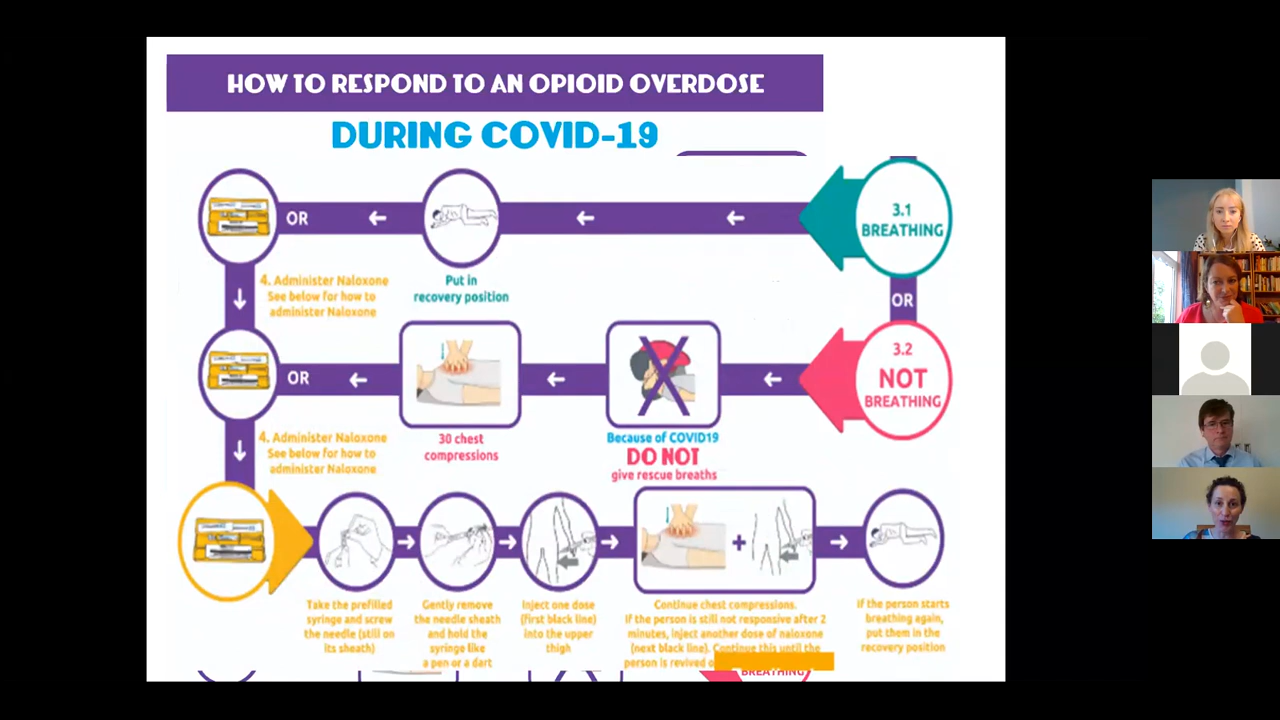 HOW TO RESPOND TO AN OPIOID OVERDOSE
DURING COVID-19
OR
3.1
BREATHING
4. Administer Naloxone
See below for how to
administer Naloxone
Put in
recovery position
OR
OR
3.2
NOT
BREATHING
4. Administer Naloxone
See below for how to
administer Naloxone
30 chest
compressions
Because of COVID19
DO NOT
give rescue breaths
+
Take the prefilled
syringe and screw
the needle (still on
its sheath)
Gently remove
the needle sheath
and hold the
syringe like
a pen or a dart
Inject one dose
(first black line)
into the upper
thigh
Continue chest compressions.
If the person is still not responsive after 2
minutes, inject another dose of naloxone
(next black line). Continue this until the
person is revived
If the person starts
breathing again,
put them in the
recovery position
BREATHING